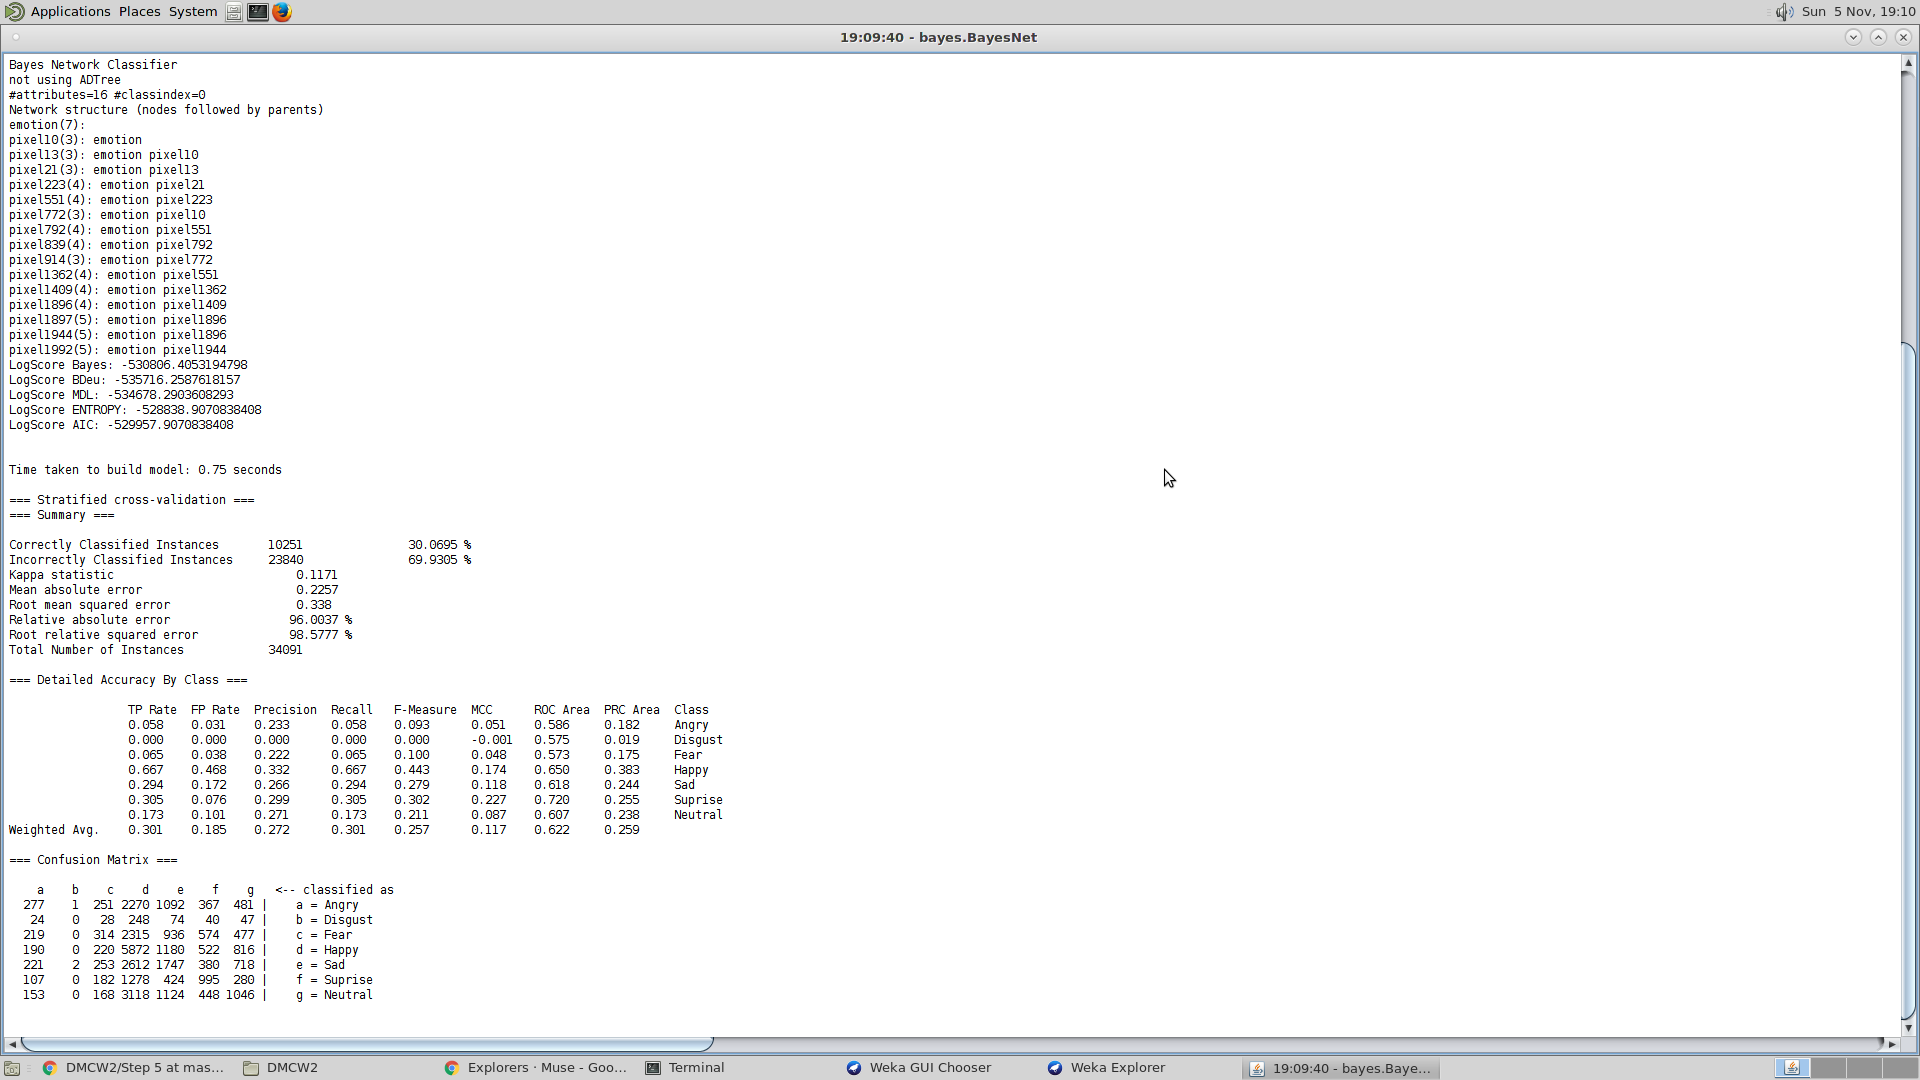 Applications Places System Sun 5 Nov, 19:10
19:09:40 - bayes.BayesNet
Bayes Network Classifier
not using ADTree
#attributes=16 #classindex=0
Network structure (nodes followed by parents)
emotion(7):
pixel10(3): emotion
pixel13(3): emotion pixel10
pixel21(3): emotion pixel13
pixel223(4): emotion pixel21
pixel551(4): emotion pixel223
pixel772(3): emotion pixel10
pixel792(4): emotion pixel551
pixel839(4): emotion pixel792
pixel914(3): emotion pixel772
pixel1362(4): emotion pixel551
pixel1409(4): emotion pixel1362
pixel1896(4): emotion pixel1409
pixel1897(5): emotion pixel1896
pixel1944(5): emotion pixel1896
pixel1992(5): emotion pixel1944
LogScore Bayes: -530806.4053194798
LogScore BDeu: -535716.2587618157
LogScore MDL: -534678.2903608293
LogScore ENTROPY: -528838.9070838408
LogScore AIC: -529957.9070838408
Time taken to build model: 0.75 seconds
=== Stratified cross-validation ===
=== Summary ===
Correctly Classified Instances 10251 30.0695 %
Incorrectly Classified Instances 23840 69.9305 %
Kappa statistic 0.1171
Mean absolute error 0.2257
Root mean squared error 0.338
Relative absolute error 96.0037 %
Root relative squared error 98.5777 %
Total Number of Instances 34091
=== Detailed Accuracy By Class ===
TP Rate FP Rate Precision Recall F-Measure MCC ROC Area PRC Area Class
0.058 0.031 0.233 0.058 0.093 0.051 0.586 0.182 Angry
0.000 0.000 0.000 0.000 0.000 -0.001 0.575 0.019 Disgust
0.065 0.038 0.222 0.065 0.100 0.048 0.573 0.175 Fear
0.667 0.468 0.332 0.667 0.443 0.174 0.650 0.383 Happy
0.294 0.172 0.266 0.294 0.279 0.118 0.618 0.244 Sad
0.305 0.076 0.299 0.305 0.302 0.227 0.720 0.255 Suprise
0.173 0.101 0.271 0.173 0.211 0.087 0.607 0.238 Neutral
Weighted Avg. 0.301 0.185 0.272 0.301 0.257 0.117 0.622 0.259
=== Confusion Matrix ===
a b c d e f g <-- classified as
277 1 251 2270 1092 367 481 | a = Angry
24 0 28 248 74 40 47 | b = Disgust
219 0 314 2315 936 574 477 | c = Fear
190 0 220 5872 1180 522 816 | d = Happy
221 2 253 2612 1747 380 718 | e = Sad
107 0 182 1278 424 995 280 | f = Suprise
153 0 168 3118 1124 448 1046 | g = Neutral
DMCW2/Step 5 at mas... DMCW2 Explorers · Muse - Goo... Terminal Weka GUI Chooser Weka Explorer 19:09:40 - bayes.Baye...